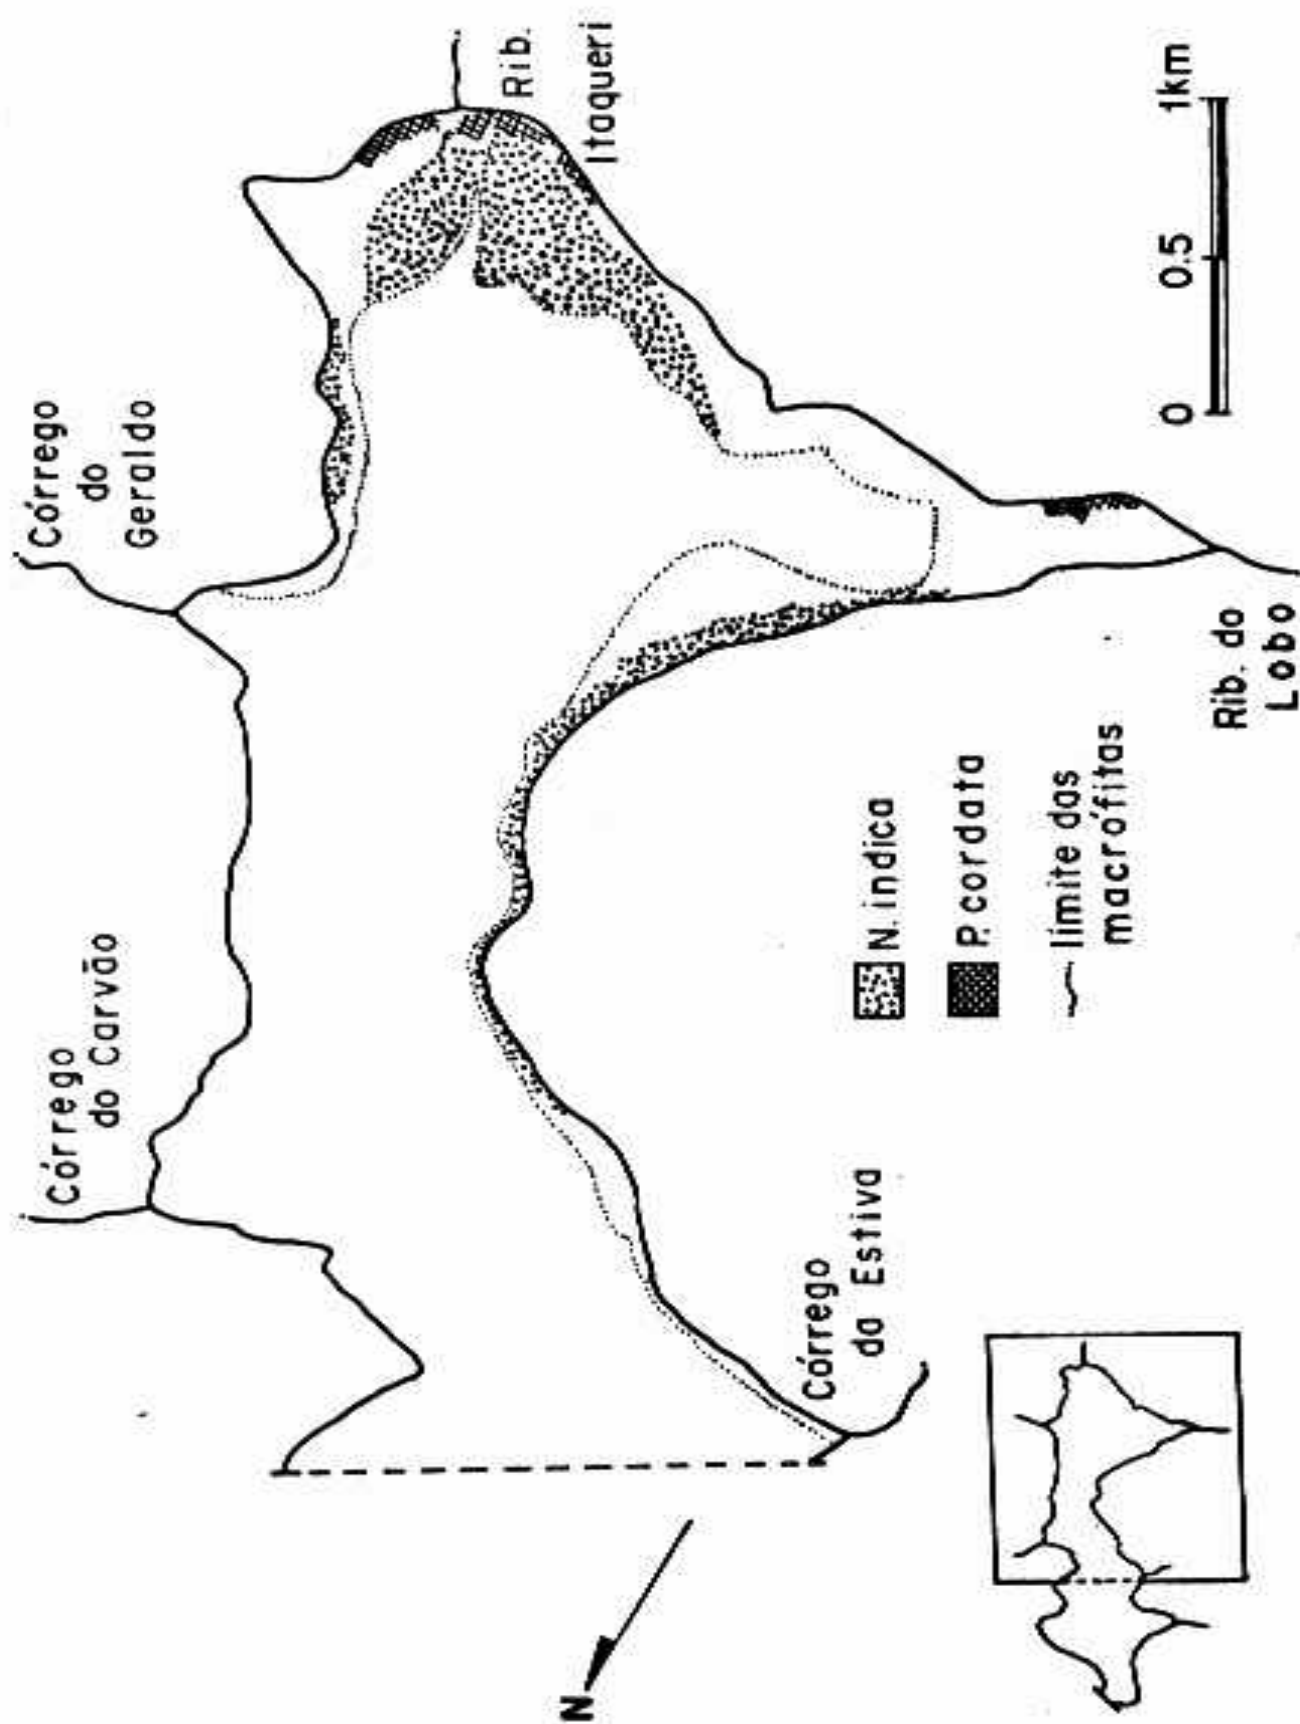 Córrego
do
Geraldo
Rib.
Itaqueri
Córrego
do Carvão
N. indica
P. cordata
limite das
macrófitas
Rib. do
Lobo
0
0.5
1km
Córrego
da Estiva
N